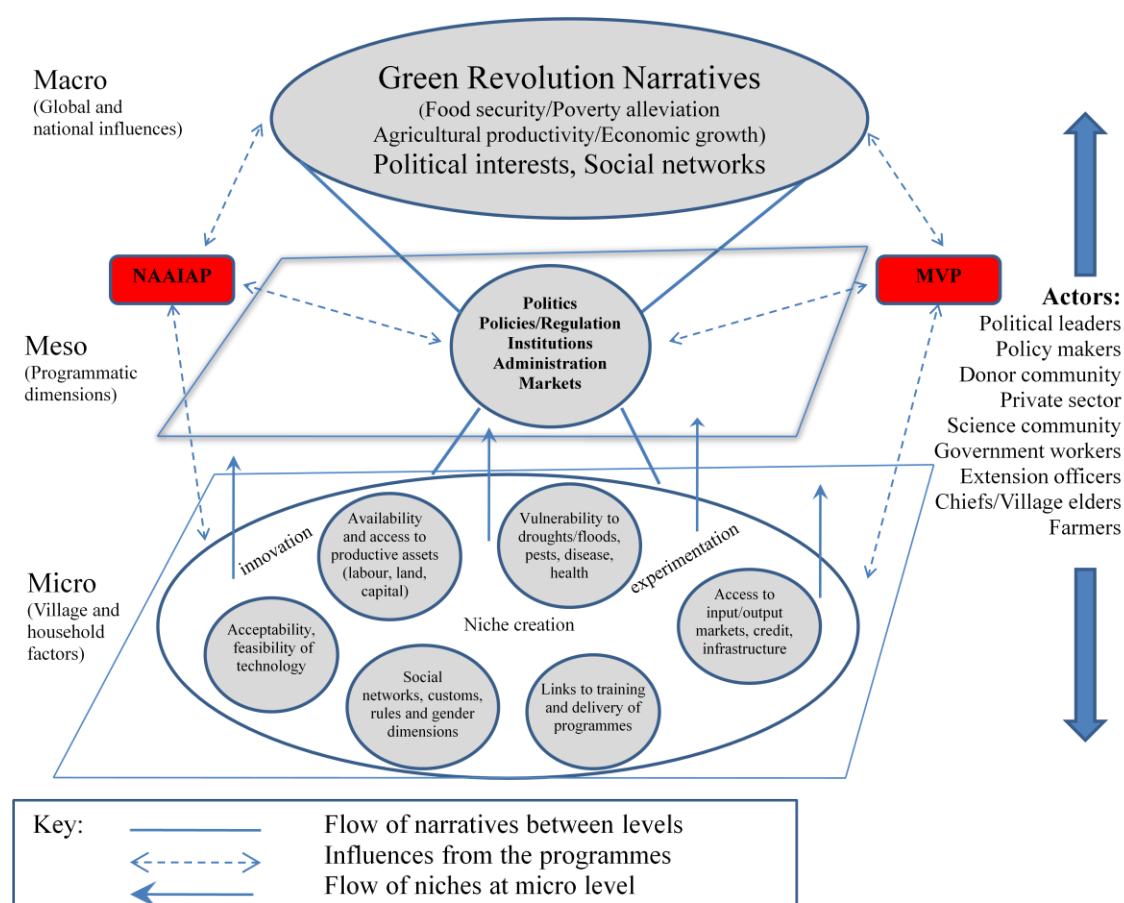 Macro
(Global and
national influences)
Green Revolution Narratives
(Food security/Poverty alleviation
Agricultural productivity/Economic growth)
Political interests, Social networks
NAAIAP
MVP
Meso
(Programmatic
dimensions)
Politics
Policies/Regulation
Institutions
Administration
Markets
Actors:
Political leaders
Policy makers
Donor community
Private sector
Science community
Government workers
Extension officers
Chiefs/Village elders
Farmers
Micro
(Village and
household
factors)
innovation
Availability
and access to
productive assets
(labour, land,
capital)
Vulnerability to
droughts/floods,
pests, disease,
health
experimentation
Acceptability,
feasibility of
technology
Niche creation
Access to
input/output
markets, credit,
infrastructure
Social
networks, customs,
rules and gender
dimensions
Links to training
and delivery of
programmes
Key:
Flow of narratives between levels
Influences from the programmes
Flow of niches at micro level